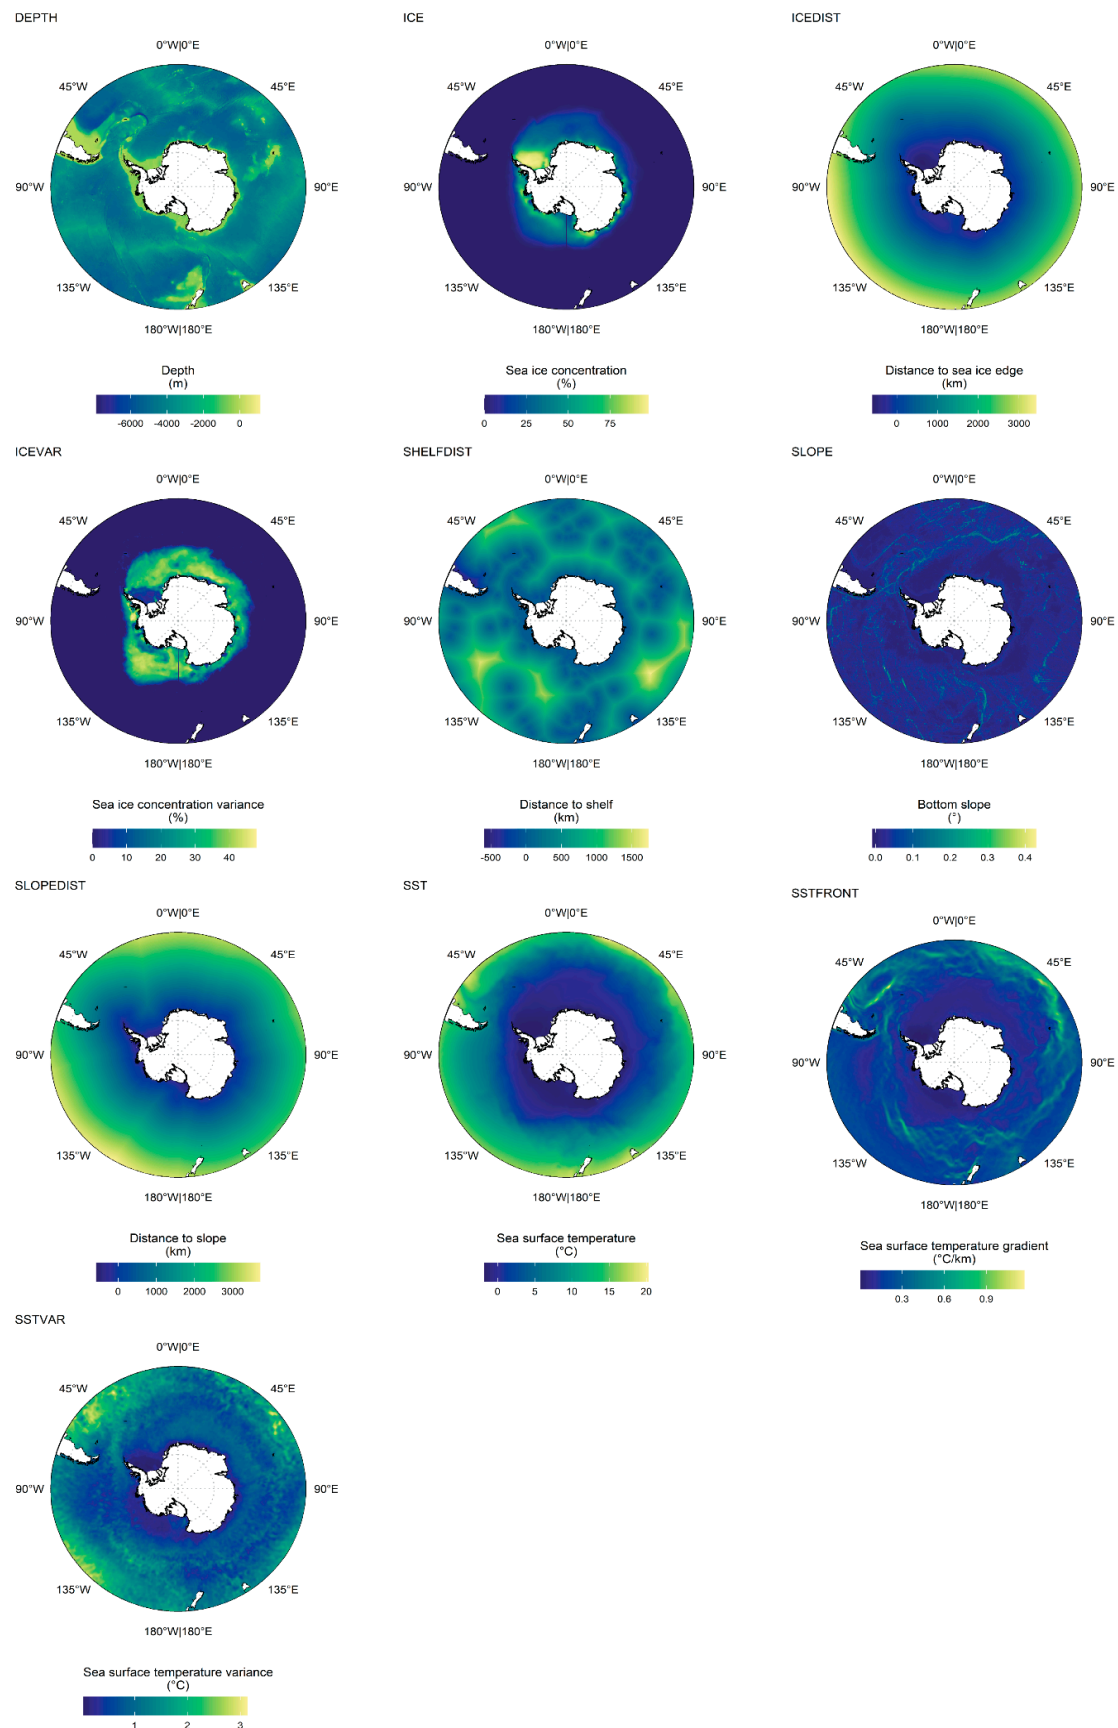 DEPTH
0°W|0°E
45°W
45°E
90°W
90°E
135°W
135°E
180°W|180°E
Depth
(m)
-6000 -4000 -2000 0
ICE
0°W|0°E
45°W
45°E
90°W
90°E
135°W
135°E
180°W|180°E
Sea ice concentration
(%)
0 25 50 75
ICEDIST
0°W|0°E
45°W
45°E
90°W
90°E
135°W
135°E
180°W|180°E
Distance to sea ice edge
(km)
0 1000 2000 3000
ICEVAR
0°W|0°E
45°W
45°E
90°W
90°E
135°W
135°E
180°W|180°E
Sea ice concentration variance
(%)
0 10 20 30 40
SHELFDIST
0°W|0°E
45°W
45°E
90°W
90°E
135°W
135°E
180°W|180°E
Distance to shelf
(km)
-500 0 500 1000 1500
SLOPE
0°W|0°E
45°W
45°E
90°W
90°E
135°W
135°E
180°W|180°E
Bottom slope
(°)
0.0 0.1 0.2 0.3 0.4
SLOPEDIST
0°W|0°E
45°W
45°E
90°W
90°E
135°W
135°E
180°W|180°E
Distance to slope
(km)
0 1000 2000 3000
SST
0°W|0°E
45°W
45°E
90°W
90°E
135°W
135°E
180°W|180°E
Sea surface temperature
(°C)
0 5 10 15 20
SSTFRONT
0°W|0°E
45°W
45°E
90°W
90°E
135°W
135°E
180°W|180°E
Sea surface temperature gradient
(°C/km)
0.3 0.6 0.9
SSTVAR
0°W|0°E
45°W
45°E
90°W
90°E
135°W
135°E
180°W|180°E
Sea surface temperature variance
(°C)
1 2 3